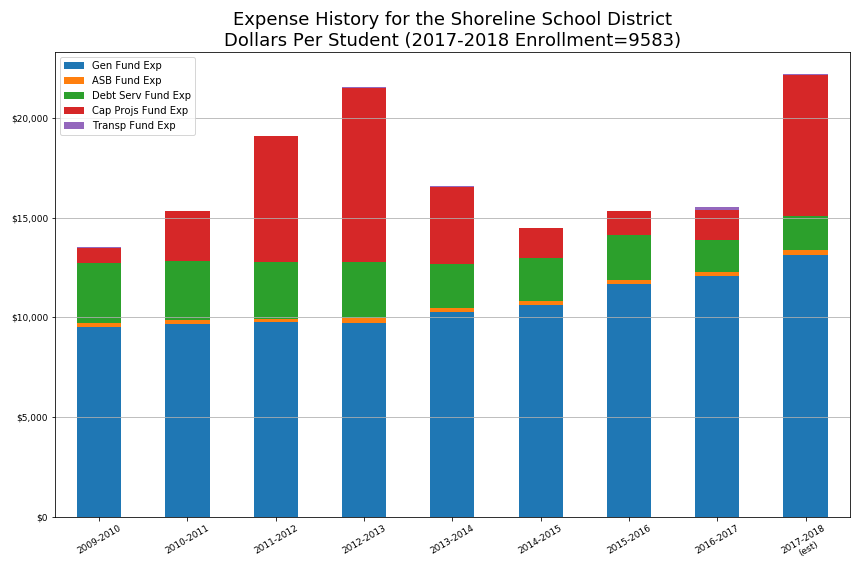 Expense History for the Shoreline School District
Dollars Per Student (2017-2018 Enrollment=9583)
Gen Fund Exp
ASB Fund Exp
Debt Serv Fund Exp
Cap Projs Fund Exp
Transp Fund Exp
$20,000
$15,000
$10,000
$5,000
$0
2009-2010
2010-2011
2011-2012
2012-2013
2013-2014
2014-2015
2015-2016
2016-2017
2017-2018
(est)